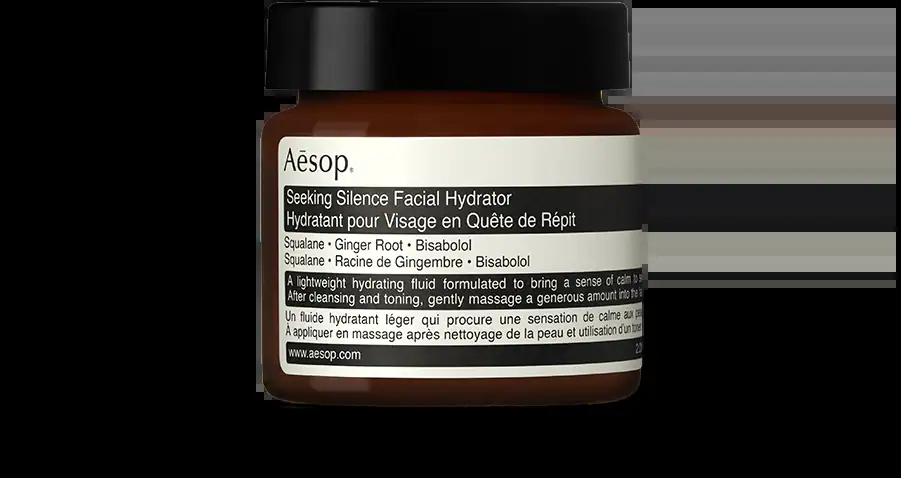 Aēsop®
Seeking Silence Facial Hydrator
Hydratant pour Visage en Quête de Répit
Squalane • Ginger Root • Bisabolol
Squalane • Racine de Gingembre • Bisabolol
A lightweight hydrating fluid formulated to bring a sense of calm to
After cleansing and toning, gently massage a generous amount into the
Un fluide hydratant léger qui procure une sensation de calme aux
À appliquer en massage après nettoyage de la peau et utilisation d'un
www.aesop.com